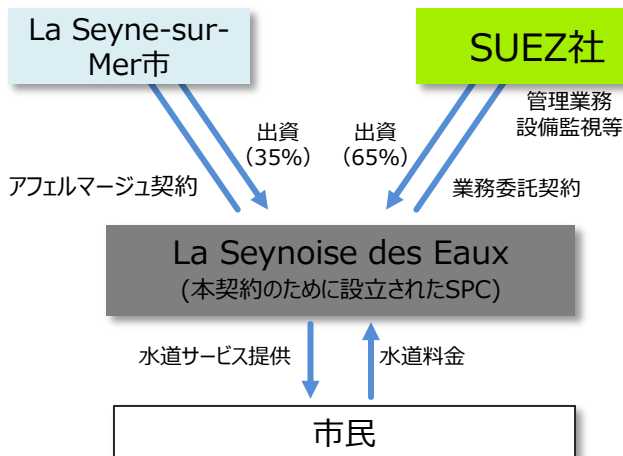 La Seyne-sur-
Mer市
SUEZ社
管理業務
設備監視等
出資
(35%)
出資
(65%)
アフェルマージュ契約
業務委託契約
La Seynoise des Eaux
(本契約のために設立されたSPC)
水道サービス提供
水道料金
市民